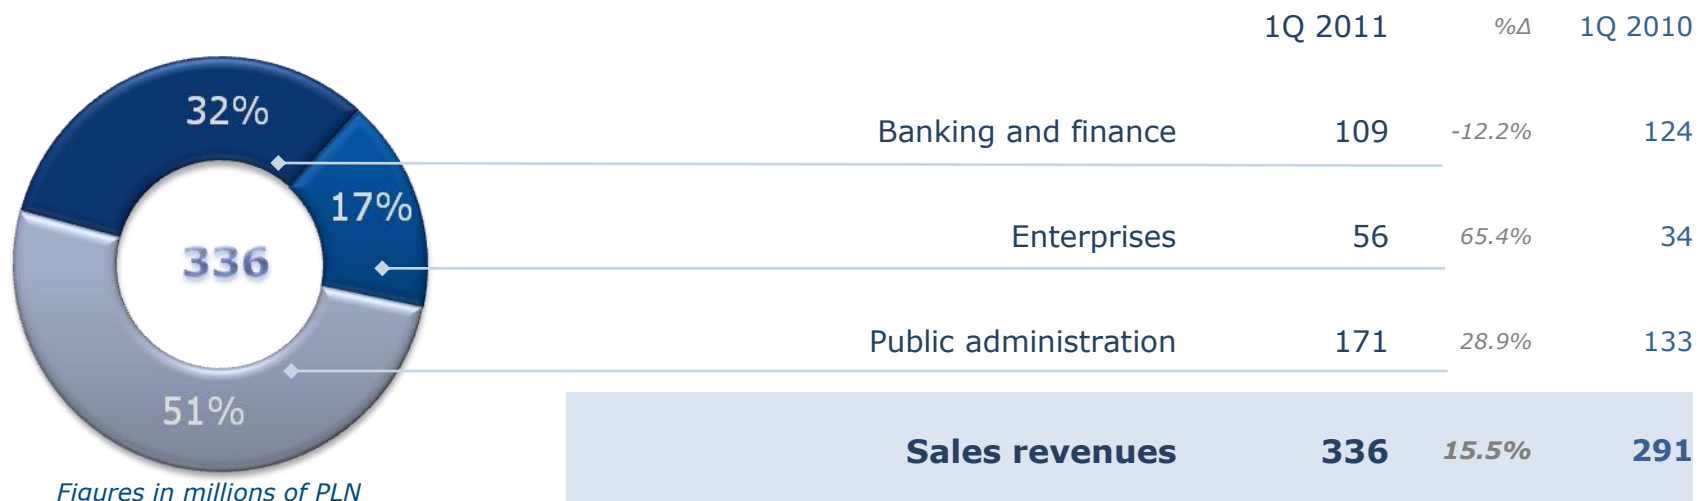 1Q 2011 %Δ 1Q 2010
32%
Banking and finance 109 -12.2% 124
17%
Enterprises 56 65.4% 34
336
Public administration 171 28.9% 133
51%
Sales revenues 336 15.5% 291
Figures in millions of PLN